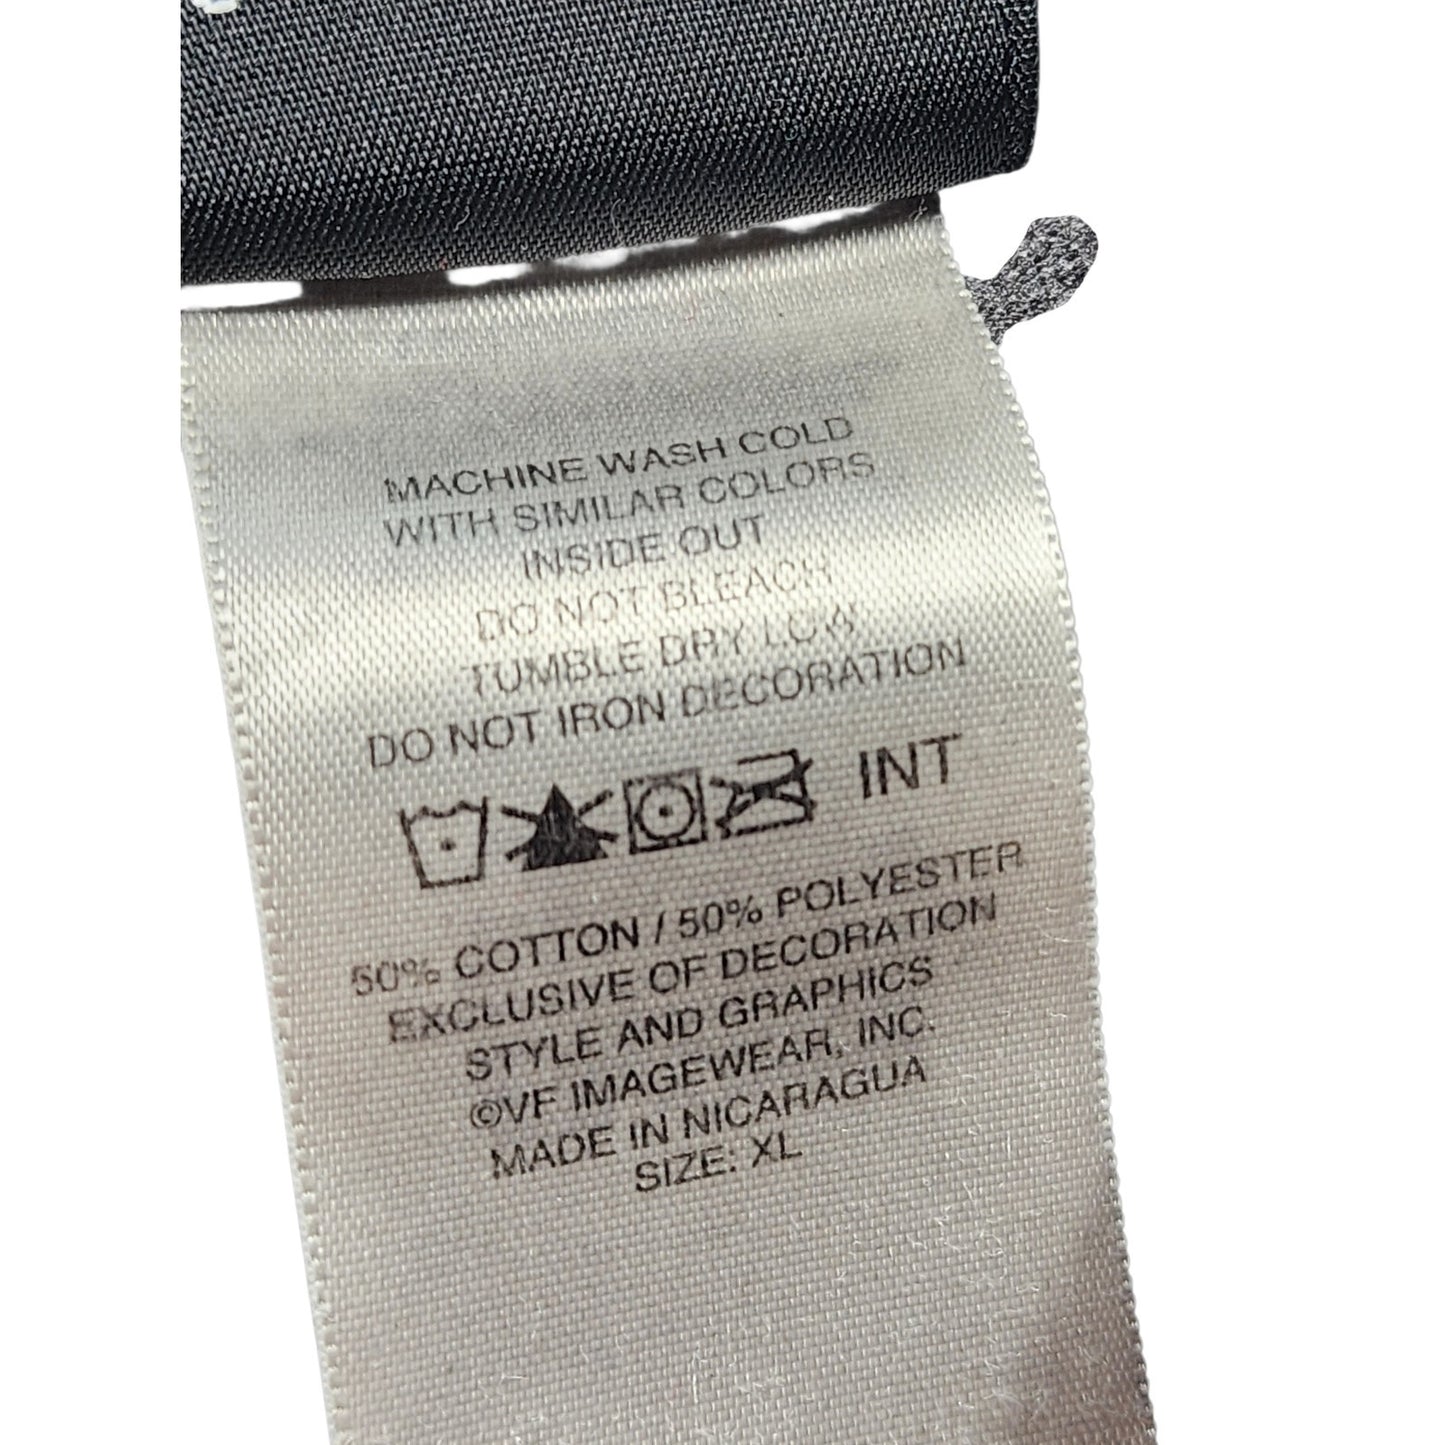 MACHINE WASH COLD
WITH SIMILAR COLORS
INSIDE OUT
DO NOT BLEACH
TUMBLE DRY LOW
DO NOT IRON DECORATION
INT
50% COTTON / 50% POLYESTER
EXCLUSIVE OF DECORATION
STYLE AND GRAPHICS
©VF IMAGEWEAR, INC.
MADE IN NICARAGUA
SIZE: XL